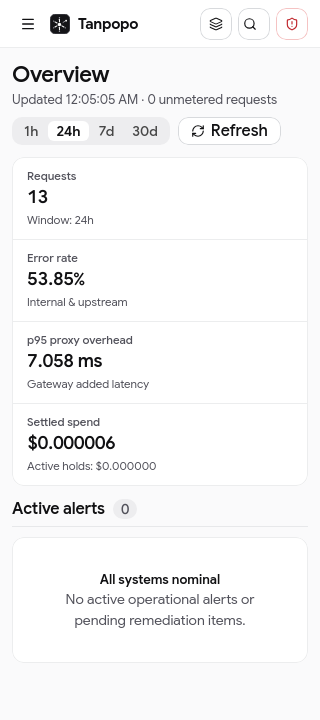 Tanpopo
Overview
Updated 12:05:05 AM · 0 unmetered requests
1h 24h 7d 30d Refresh
Requests
13
Window: 24h
Error rate
53.85%
Internal & upstream
p95 proxy overhead
7.058 ms
Gateway added latency
Settled spend
$0.000006
Active holds: $0.000000
Active alerts 0
All systems nominal
No active operational alerts or
pending remediation items.